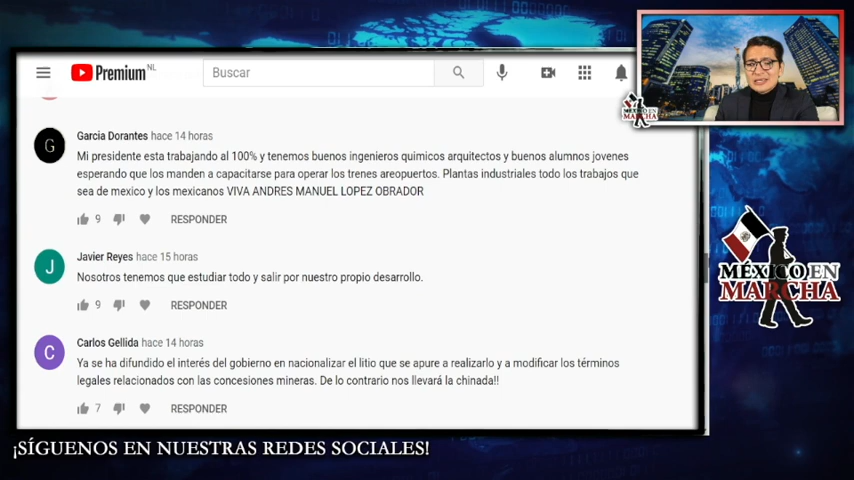 Premium NL
Buscar
Garcia Dorantes hace 14 horas
Mi presidente esta trabajando al 100% y tenemos buenos ingenieros quimicos arquitectos y buenos alumnos jovenes
esperando que los manden a capacitarse para operar los trenes areopuertos. Plantas industriales todo los trabajos que
sea de mexico y los mexicanos VIVA ANDRES MANUEL LOPEZ OBRADOR
9 RESPONDER
Javier Reyes hace 15 horas
Nosotros tenemos que estudiar todo y salir por nuestro propio desarrollo.
9 RESPONDER
Carlos Gellida hace 14 horas
Ya se ha difundido el interés del gobierno en nacionalizar el litio que se apure a realizarlo y a modificar los términos
legales relacionados con las concesiones mineras. De lo contrario nos llevará la chinada!!
7 RESPONDER
G
J
C
MÉXICO EN
MARCHA
MÉXICO EN
MARCHA
¡SÍGUENOS EN NUESTRAS REDES SOCIALES!